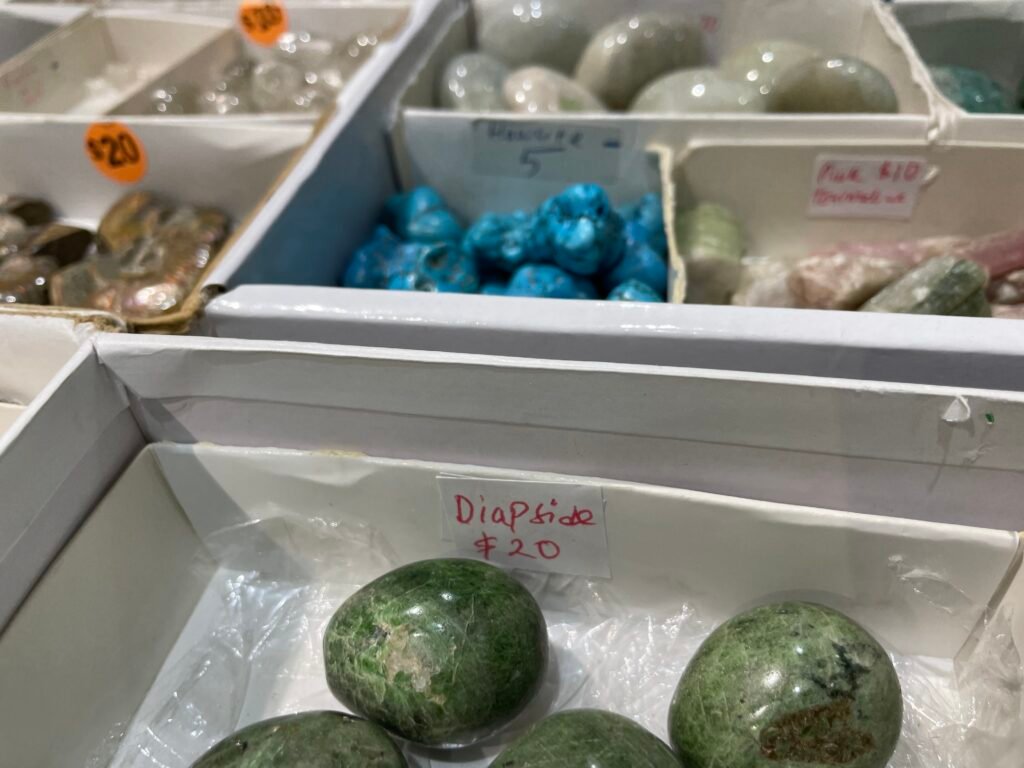 $20
$20
Howlite
5
Pink $10
Tourmaline
Diapside
$20